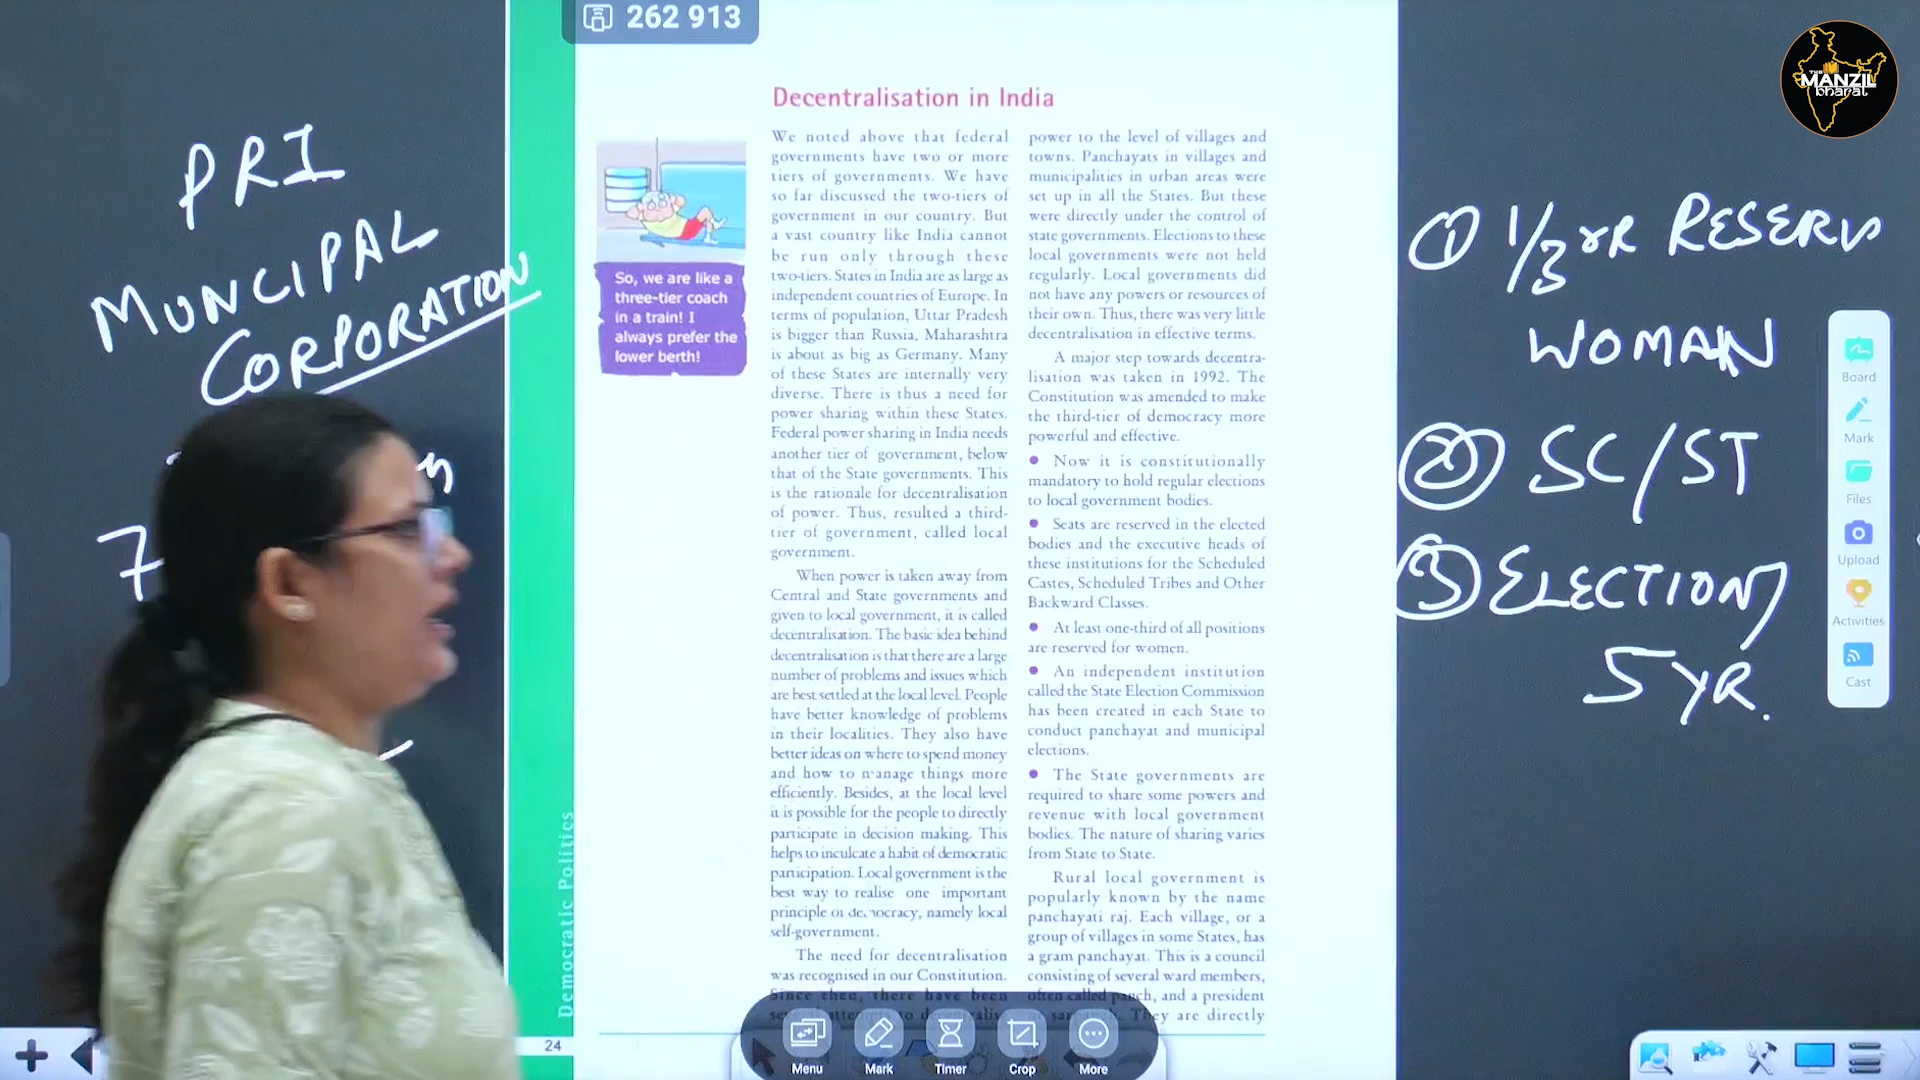 262 913
THE
MANZIL
bharat
PRI
MUNCIPAL
CORPORATION
7
Decentralisation in India
We noted above that federal
governments have two or more
tiers of governments. We have
so far discussed the two-tiers of
government in our country. But
a vast country like India cannot
be run only through these
two-tiers. States in India are as large as
independent countries of Europe. In
terms of population, Uttar Pradesh
is bigger than Russia, Maharashtra
is about as big as Germany. Many
of these States are internally very
diverse. There is thus a need for
power sharing within these States.
Federal power sharing in India needs
another tier of government, below
that of the State governments. This
is the rationale for decentralisation
of power. Thus, resulted a third-
tier of government, called local
government.
When power is taken away from
Central and State governments and
given to local government, it is called
decentralisation. The basic idea behind
decentralisation is that there are a large
number of problems and issues which
are best settled at the local level. People
have better knowledge of problems
in their localities. They also have
better ideas on where to spend money
and how to manage things more
efficiently. Besides, at the local level
it is possible for the people to directly
participate in decision making. This
helps to inculcate a habit of democratic
participation. Local government is the
best way to realise one important
principle of democracy, namely local
self-government.
The need for decentralisation
was recognised in our Constitution.
Since then, there have been
power to the level of villages and
towns. Panchayats in villages and
municipalities in urban areas were
set up in all the States. But these
were directly under the control of
state governments. Elections to these
local governments were not held
regularly. Local governments did
not have any powers or resources of
their own. Thus, there was very little
decentralisation in effective terms.
A major step towards decentra-
lisation was taken in 1992. The
Constitution was amended to make
the third-tier of democracy more
powerful and effective.
• Now it is constitutionally
mandatory to hold regular elections
to local government bodies.
• Seats are reserved in the elected
bodies and the executive heads of
these institutions for the Scheduled
Castes, Scheduled Tribes and Other
Backward Classes.
• At least one-third of all positions
are reserved for women.
• An independent institution
called the State Election Commission
has been created in each State to
conduct panchayat and municipal
elections.
• The State governments are
required to share some powers and
revenue with local government
bodies. The nature of sharing varies
from State to State.
Rural local government is
popularly known by the name
panchayati raj. Each village, or a
group of villages in some States, has
a gram panchayat. This is a council
consisting of several ward members,
often called panch, and a president
They are directly
So, we are like a
three-tier coach
in a train! I
always prefer the
lower berth!
Democratic Politics
24
① 1/3 rR RESERV
WOMAN
② SC/ST
③ ELECTION
5 YR.
Board
Mark
Files
Upload
Activities
Cast
Menu
Mark
Timer
Crop
More